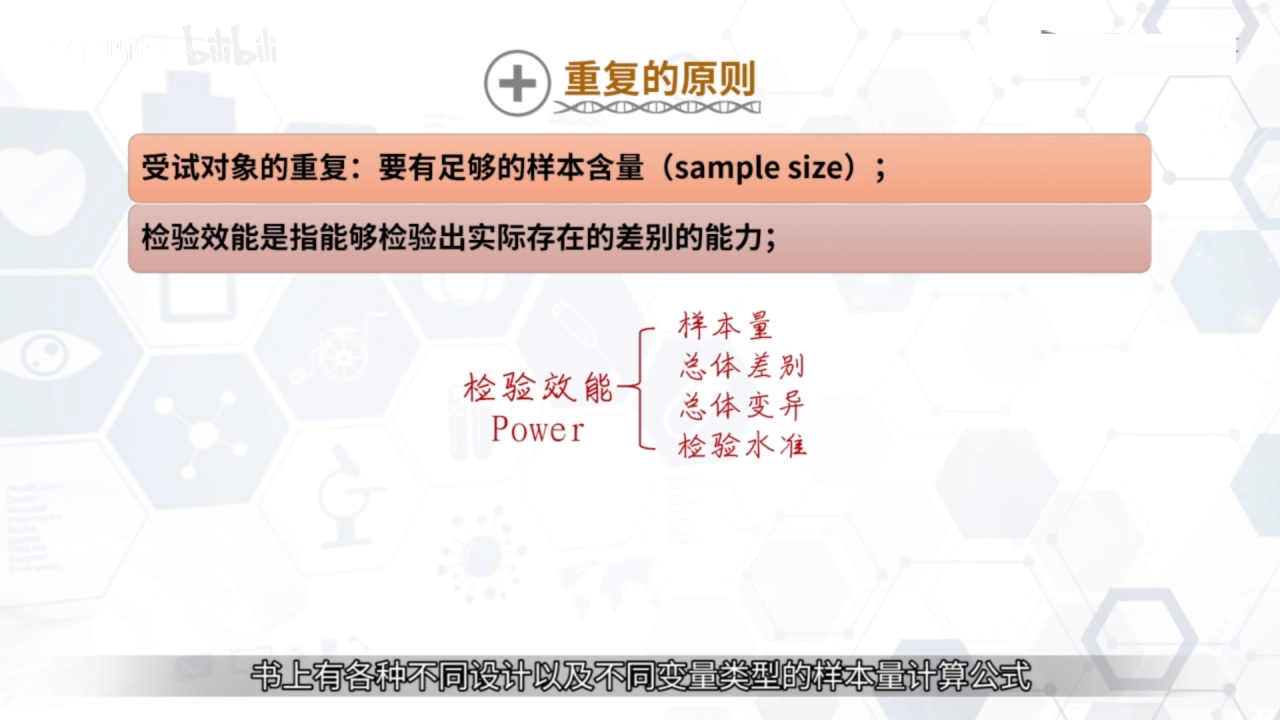 bilibili
重复的原则
受试对象的重复：要有足够的样本含量（sample size）；
检验效能是指能够检验出实际存在的差别的能力；
样本量
总体差别
检验效能
总体变异
Power
检验水准
书上有各种不同设计以及不同变量类型的样本量计算公式